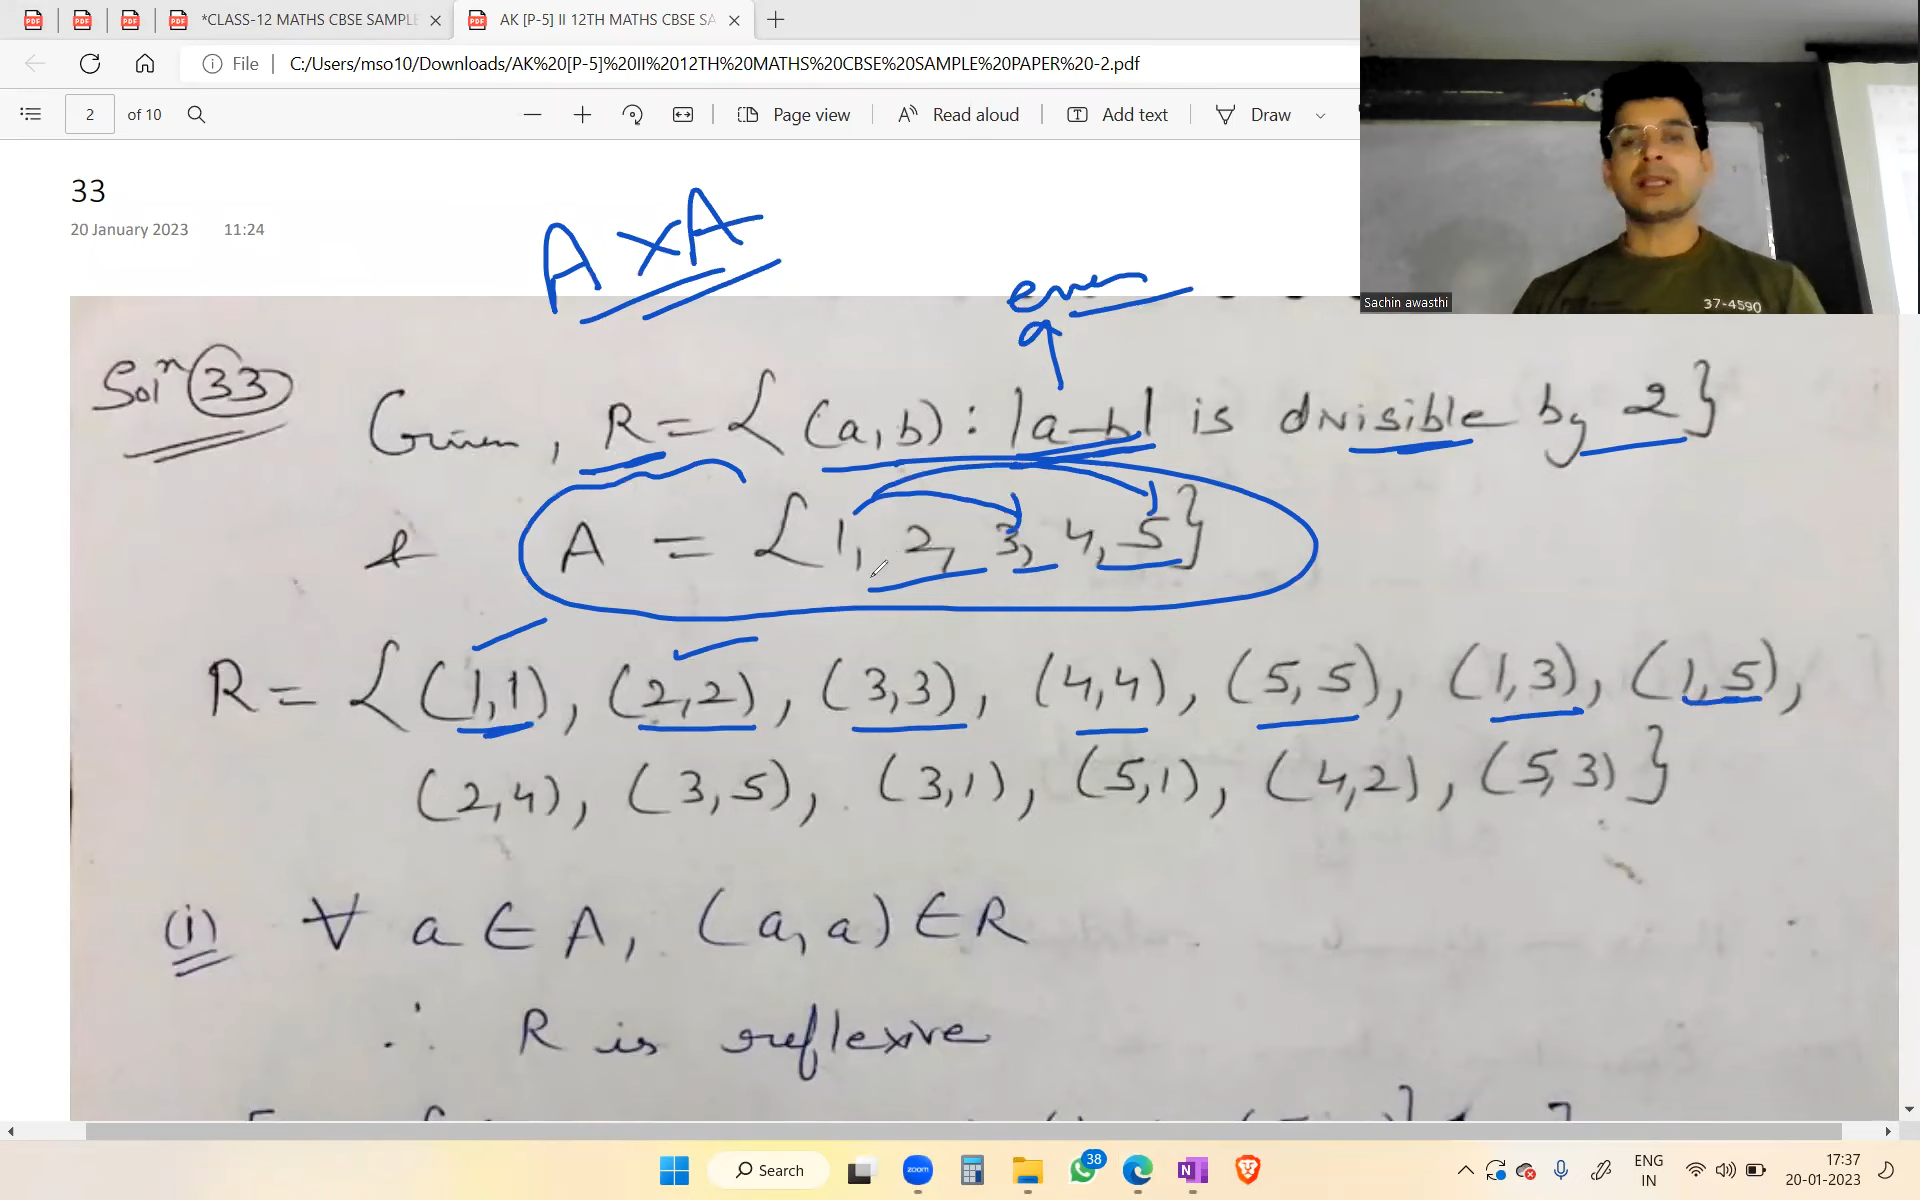 *CLASS-12 MATHS CBSE SAMPLE
AK [P-5] II 12TH MATHS CBSE SA
File
C:/Users/mso10/Downloads/AK%20[P-5]%20II%2012TH%20MATHS%20CBSE%20SAMPLE%20PAPER%20-2.pdf
2 of 10
Page view
Read aloud
Add text
Draw
37-4590
Sachin awasthi
33
20 January 2023 11:24
A × A
even
Solⁿ 33
Given, R = {(a,b) : |a-b| is divisible by 2}
& A = {1, 2, 3, 4, 5}
R = {(1,1), (2,2), (3,3), (4,4), (5,5), (1,3), (1,5),
(2,4), (3,5), (3,1), (5,1), (4,2), (5,3)}
(i) ∀ a ∈ A, (a,a) ∈ R
∴ R is reflexive
Search
zoom
38
N
ENG
IN
17:37
20-01-2023